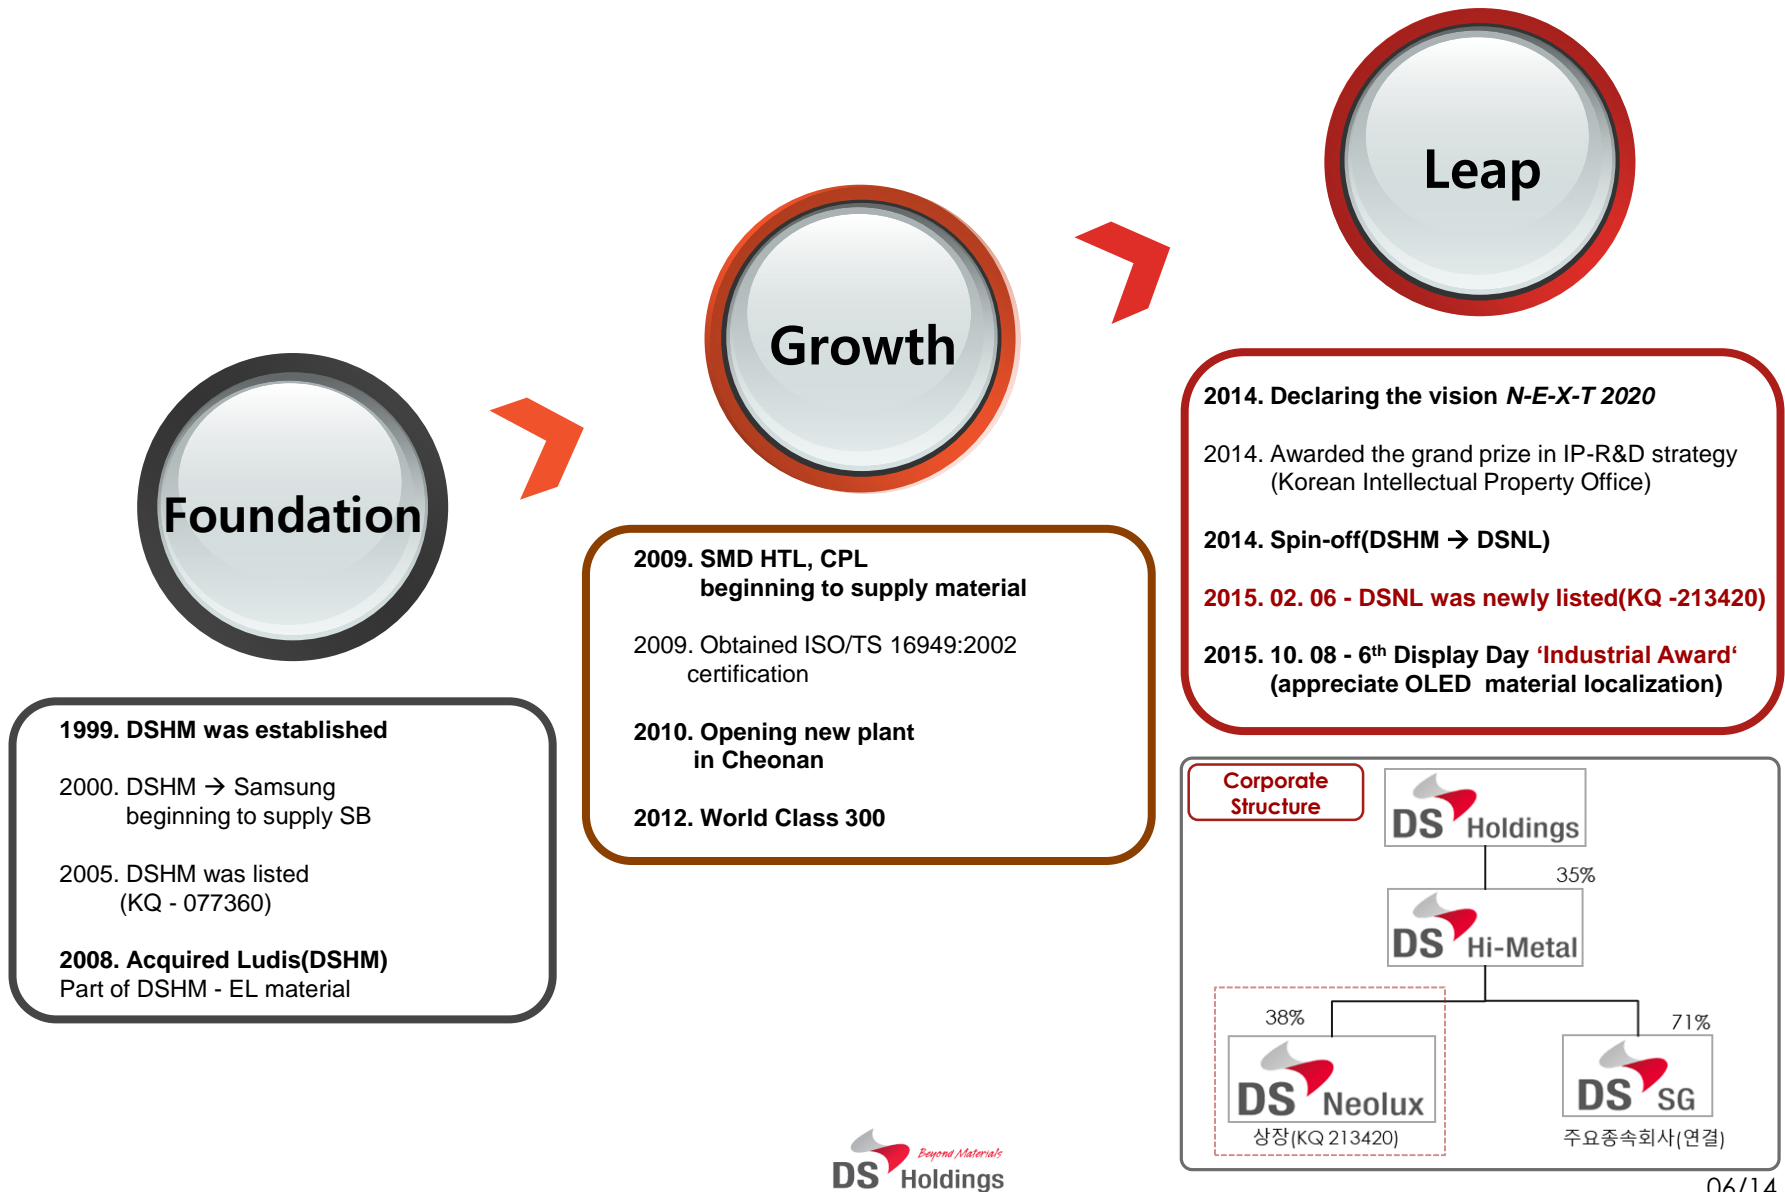 Foundation
1999. DSHM was established
2000. DSHM → Samsung
beginning to supply SB
2005. DSHM was listed
(KQ - 077360)
2008. Acquired Ludis(DSHM)
Part of DSHM - EL material
Growth
2009. SMD HTL, CPL
beginning to supply material
2009. Obtained ISO/TS 16949:2002
certification
2010. Opening new plant
in Cheonan
2012. World Class 300
Leap
2014. Declaring the vision N-E-X-T 2020
2014. Awarded the grand prize in IP-R&D strategy
(Korean Intellectual Property Office)
2014. Spin-off(DSHM → DSNL)
2015. 02. 06 - DSNL was newly listed(KQ -213420)
2015. 10. 08 - 6th Display Day ‘Industrial Award‘
(appreciate OLED  material localization)
Corporate
Structure
DS Holdings
35%
DS Hi-Metal
38%
71%
DS Neolux
DS SG
상장(KQ 213420)
주요종속회사(연결)
Beyond Materials
DS Holdings
06/14